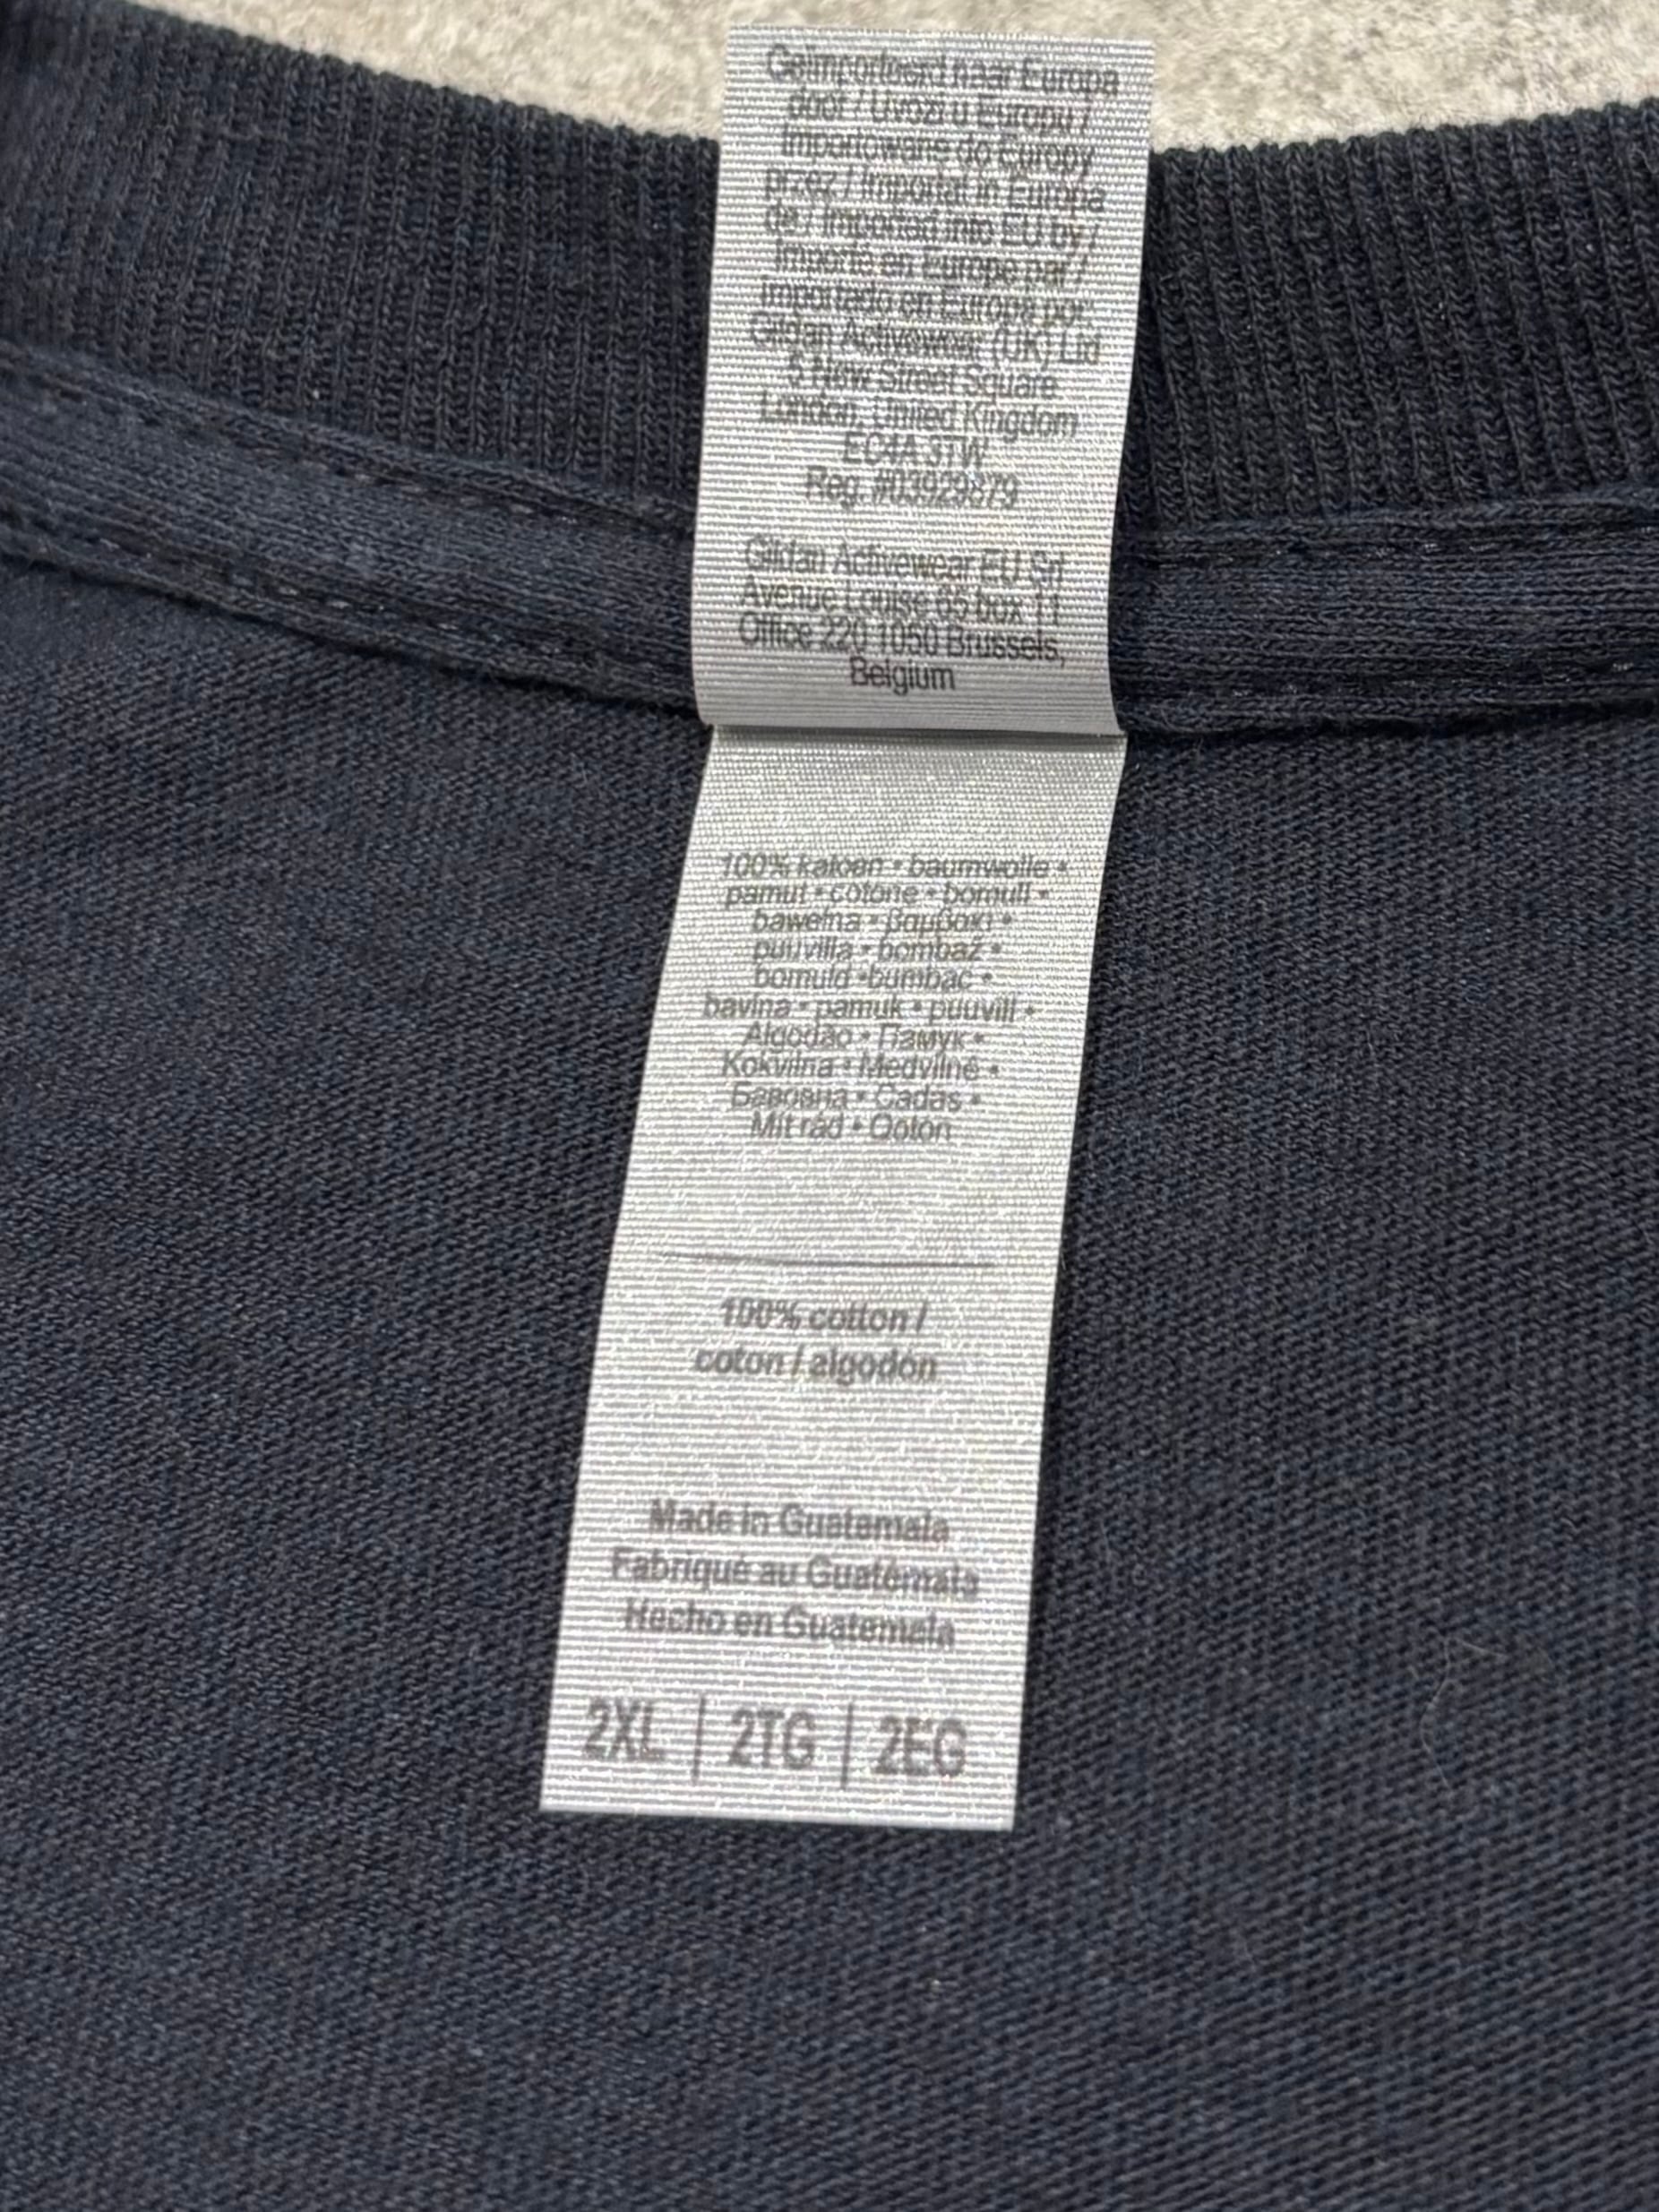 Geïmporteerd naar Europa
door / Uvozi u Europu /
Importowane do Europy
przez / Importat in Europa
de / Imported into EU by /
Importé en Europe par /
Importado en Europa por:
Gildan Activewear (UK) Ltd
5 New Street Square
London, United Kingdom
EC4A 3TW
Reg. #03929879
Gildan Activewear EU Srl
Avenue Louise 65 box 11
Office 220 1050 Brussels,
Belgium
100% katoen • baumwolle •
pamut • cotone • bomull •
bawełna • βαμβάκι •
puuvilla • bombaž •
bomuld •bumbac •
bavlna • pamuk • puuvill •
Algodão • Памук •
Kokvilna • Medvilnė •
Бавовна • Cadás •
Mit rád • Qoton
100% cotton /
coton / algodón
Made in Guatemala
Fabriqué au Guatemala
Hecho en Guatemala
2XL | 2TG | 2EG